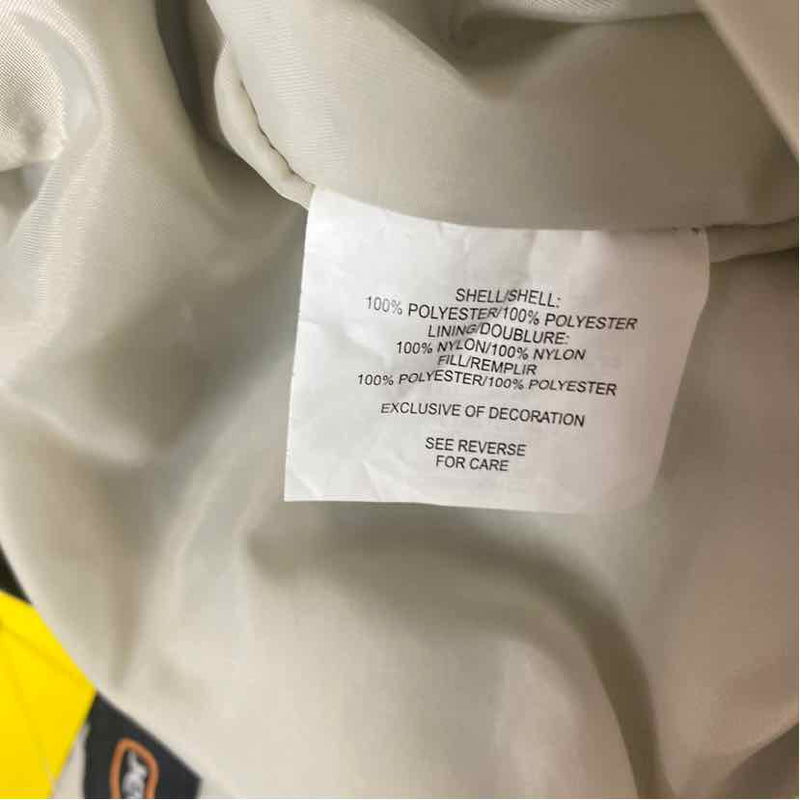 SHELL/SHELL:
100% POLYESTER/100% POLYESTER
LINING/DOUBLURE:
100% NYLON/100% NYLON
FILL/REMPLIR
100% POLYESTER/100% POLYESTER
EXCLUSIVE OF DECORATION
SEE REVERSE
FOR CARE